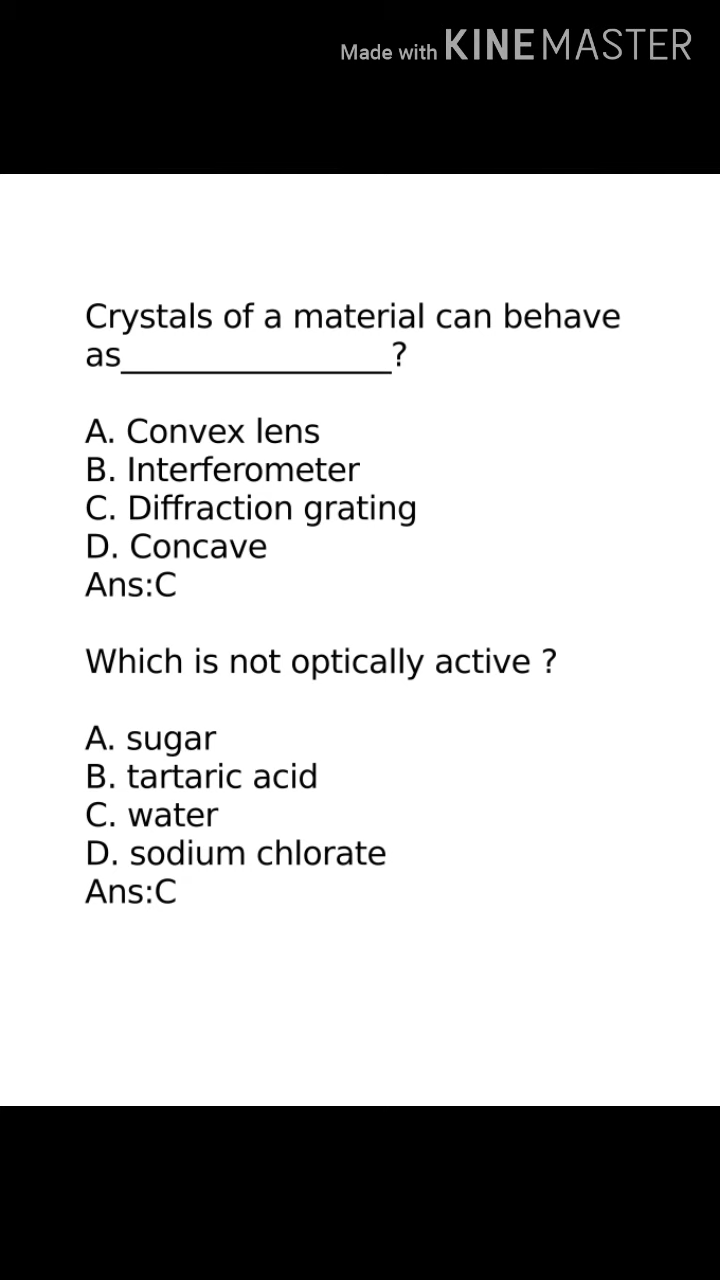 Made with KINEMASTER
Crystals of a material can behave
as_________________?
A. Convex lens
B. Interferometer
C. Diffraction grating
D. Concave
Ans:C
Which is not optically active ?
A. sugar
B. tartaric acid
C. water
D. sodium chlorate
Ans:C